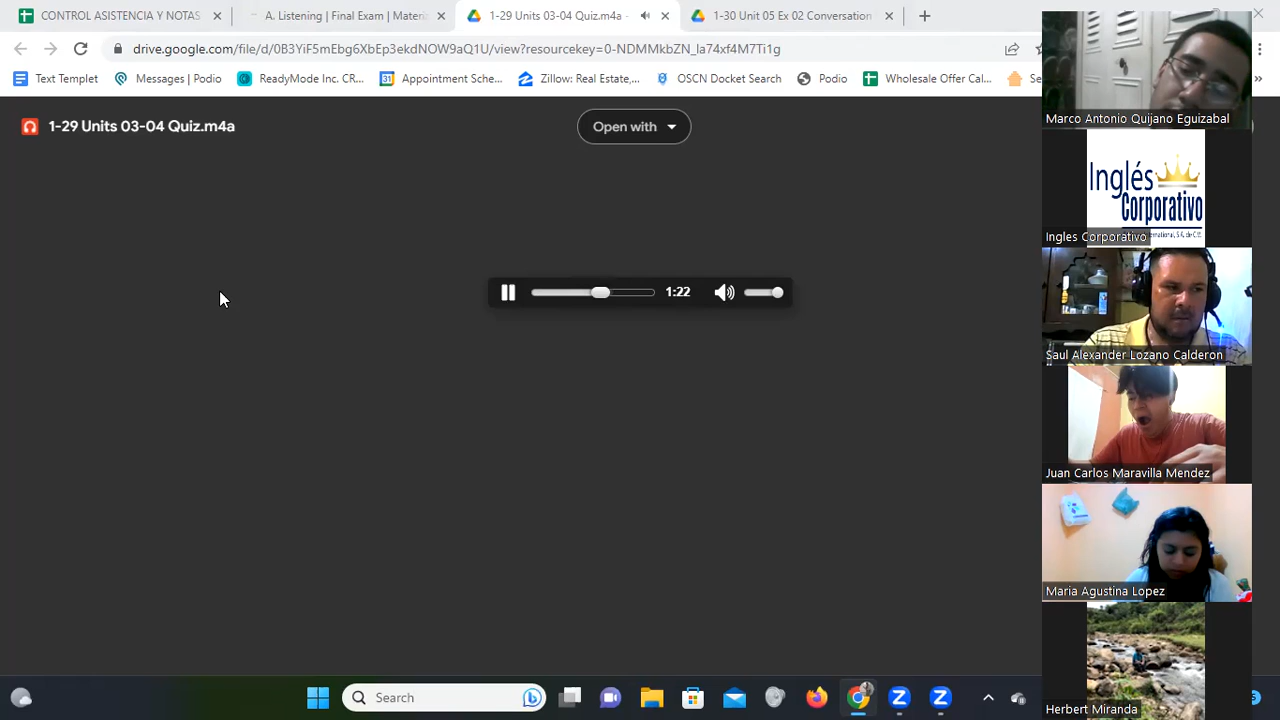 CONTROL ASISTENCIA Y NOTAS
A. Listening | Final Exam | Mater
1-29 Units 03-04 Quiz.m4a -
1-31 Unit 05 Ex 02 Conversation
drive.google.com/file/d/0B3YiF5mEbg6XbEp3ekdNOW9aQ1U/view?resourcekey=0-NDMMkbZN_la74xf4M7Ti1g
Text Templet
Messages | Podio
ReadyMode Inc. CR...
Appointment Sche...
Zillow: Real Estate,...
OSCN Docket Search
Podio
Wholesale Offer Cal...
1-29 Units 03-04 Quiz.m4a
Open with
1:22
Marco Antonio Quijano Eguizabal
Inglés
Corporativo
Ingles Corporativo
Saul Alexander Lozano Calderon
Juan Carlos Maravilla Mendez
Maria Agustina Lopez
Herbert Miranda
Search